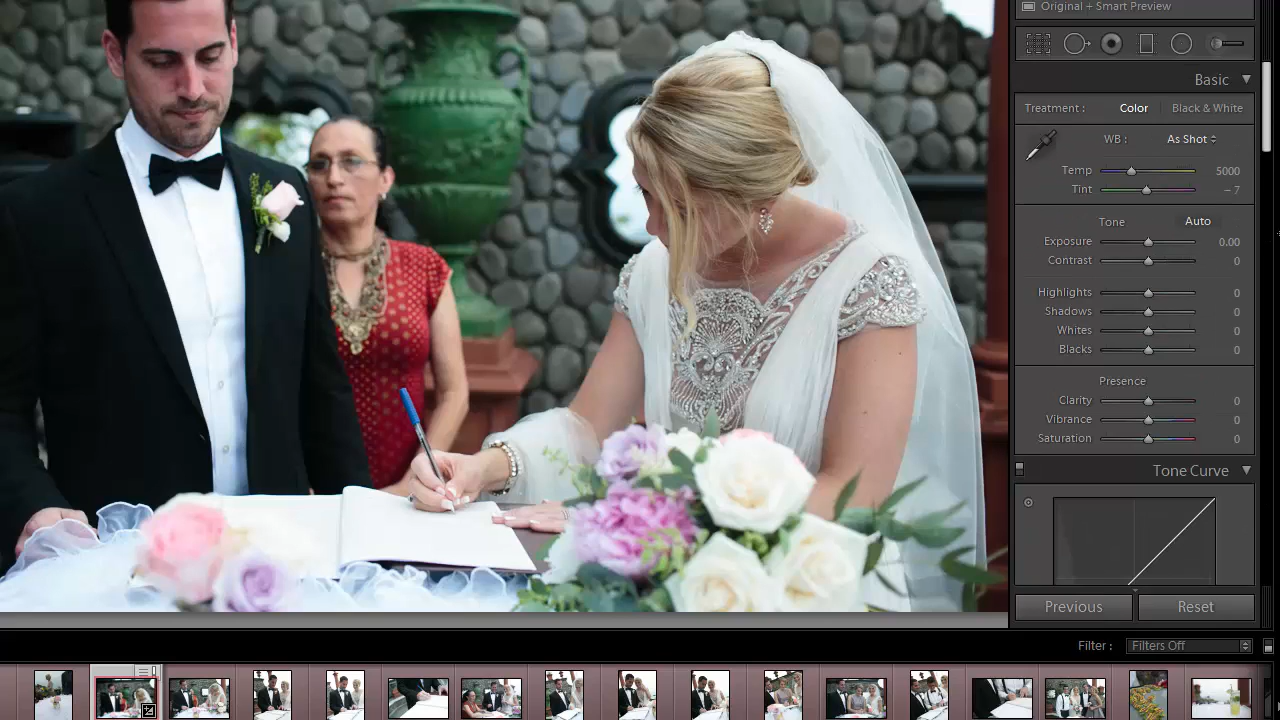 Original + Smart Preview
Basic
Treatment : Color Black & White
WB : As Shot
Temp 5000
Tint – 7
Tone Auto
Exposure 0.00
Contrast 0
Highlights 0
Shadows 0
Whites 0
Blacks 0
Presence
Clarity 0
Vibrance 0
Saturation 0
Tone Curve
Previous Reset
Filter : Filters Off